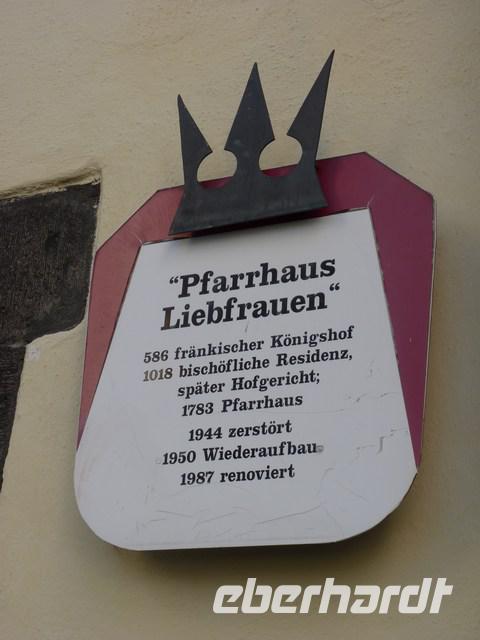 “Pfarrhaus
Liebfrauen“
586 fränkischer Königshof
1018 bischöfliche Residenz,
später Hofgericht;
1783 Pfarrhaus
1944 zerstört
1950 Wiederaufbau
1987 renoviert
eberhardt